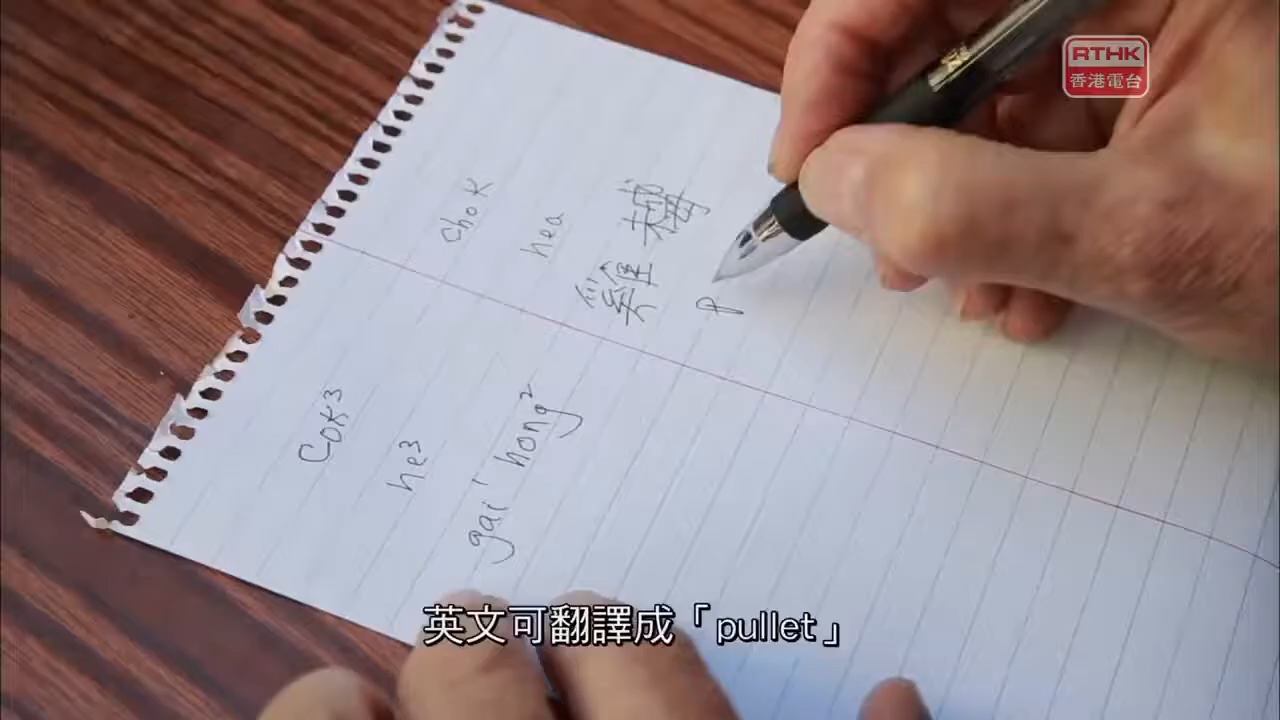 RTHK
香港電台
cok3 chok
he3 hea
gai1 hong2 雞
p
英文可翻譯成「pullet」